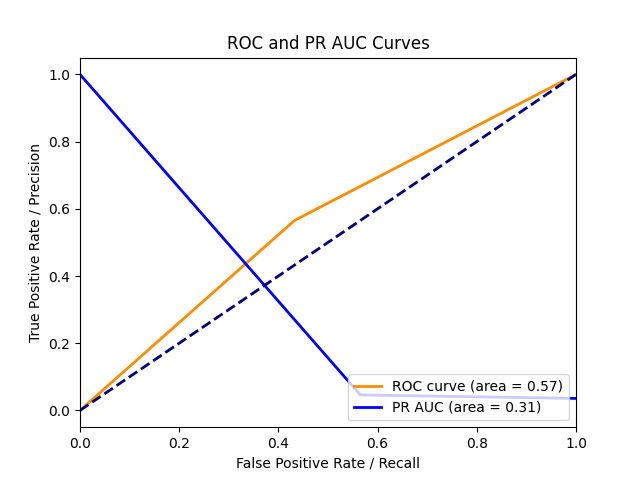 ROC and PR AUC Curves
True Positive Rate / Precision
1.0
0.8
0.6
0.4
0.2
0.0
ROC curve (area = 0.57)
PR AUC (area = 0.31)
0.0 0.2 0.4 0.6 0.8 1.0
False Positive Rate / Recall